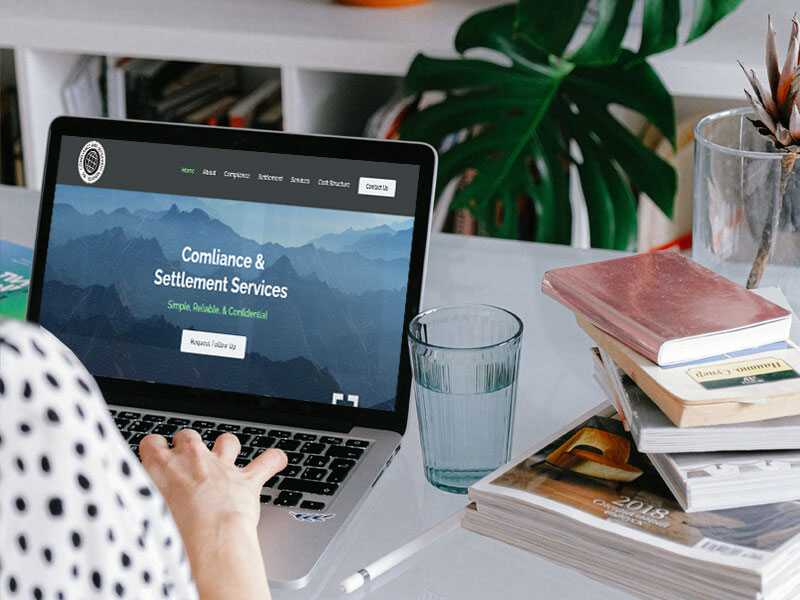 Home About Compliance Settlement Services Cost Structure Contact Us
Comliance &
Settlement Services
Simple, Reliable, & Confidential
Request Follow Up
2018